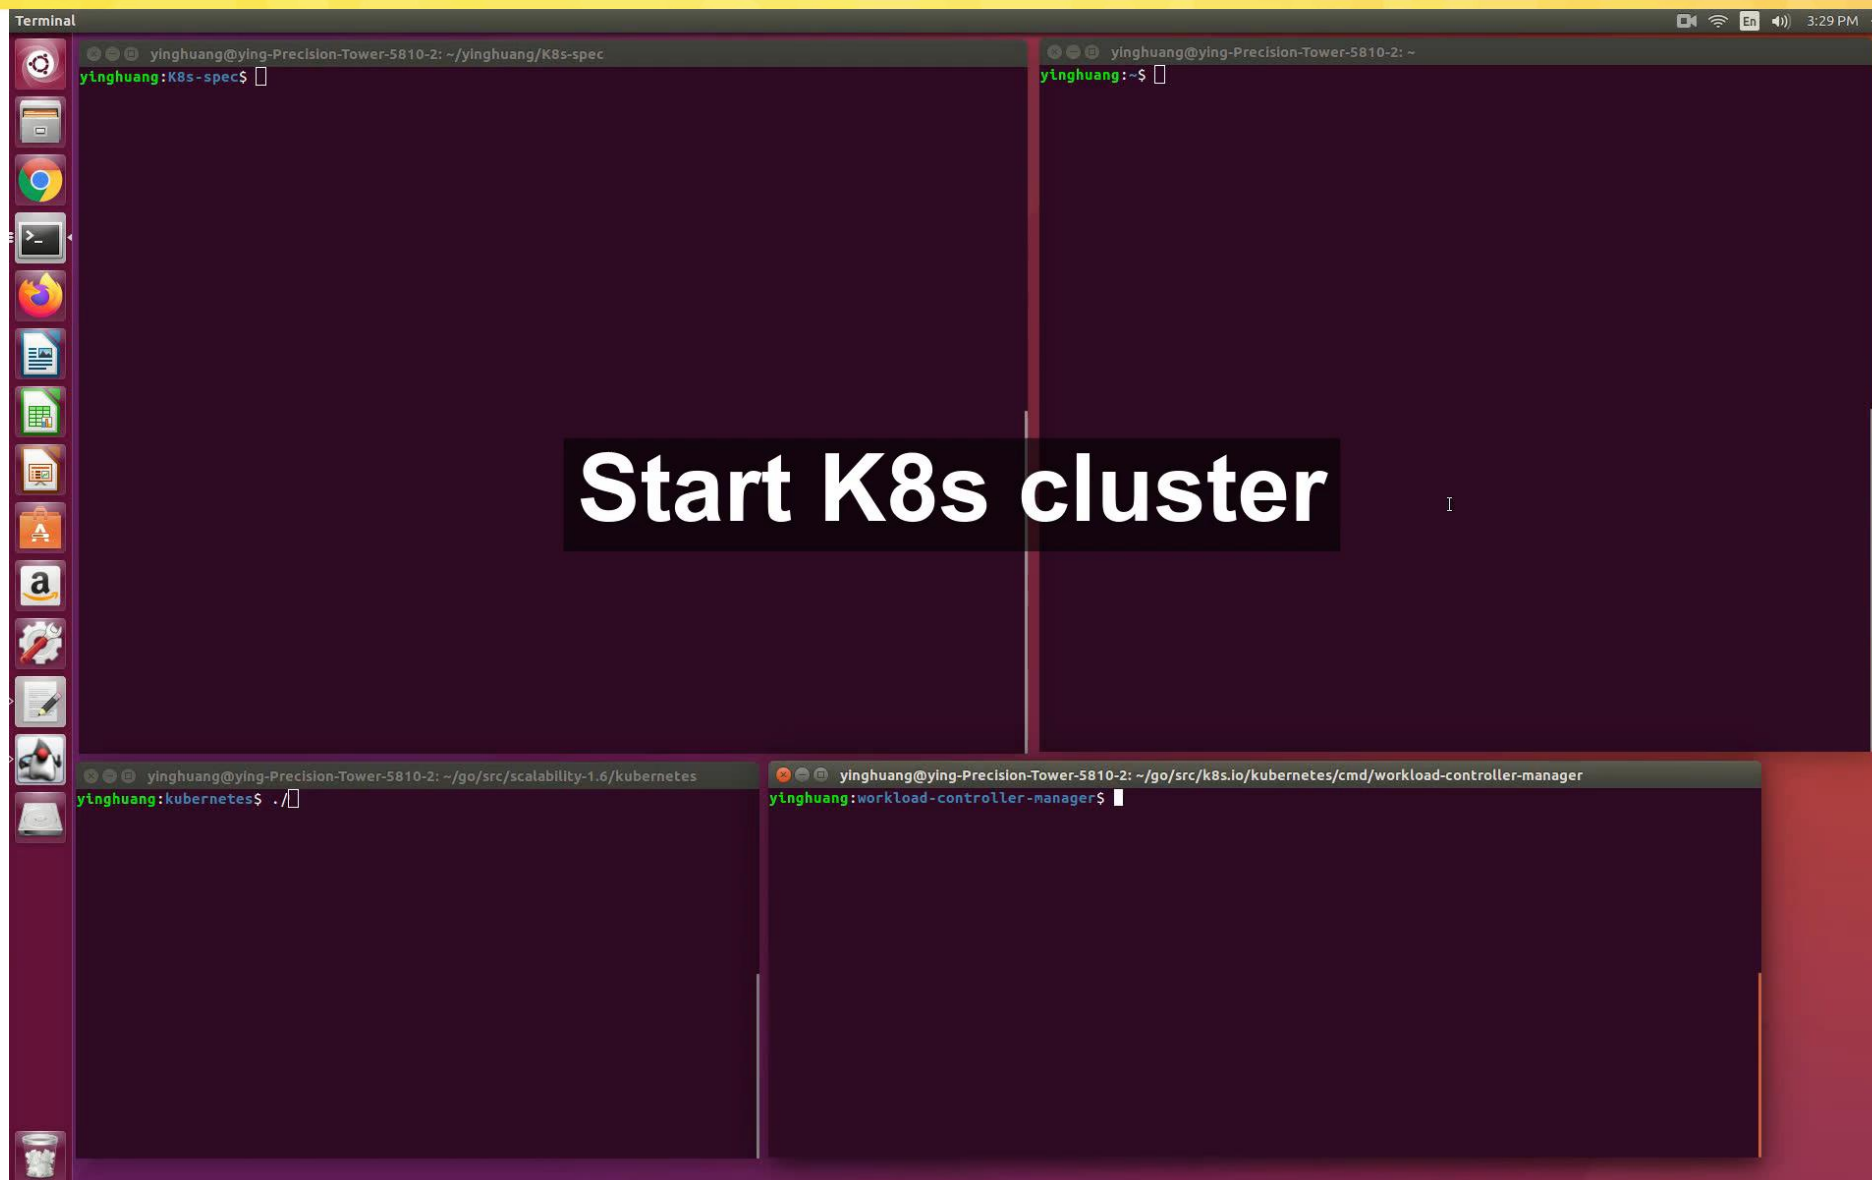 Terminal
En
3:29 PM
yinghuang@ying-Precision-Tower-5810-2: ~/yinghuang/K8s-spec
yinghuang:K8s-spec$
yinghuang@ying-Precision-Tower-5810-2: ~
yinghuang:~$
Start K8s cluster
yinghuang@ying-Precision-Tower-5810-2: ~/go/src/scalability-1.6/kubernetes
yinghuang:kubernetes$ ./
yinghuang@ying-Precision-Tower-5810-2: ~/go/src/k8s.io/kubernetes/cmd/workload-controller-manager
yinghuang:workload-controller-manager$